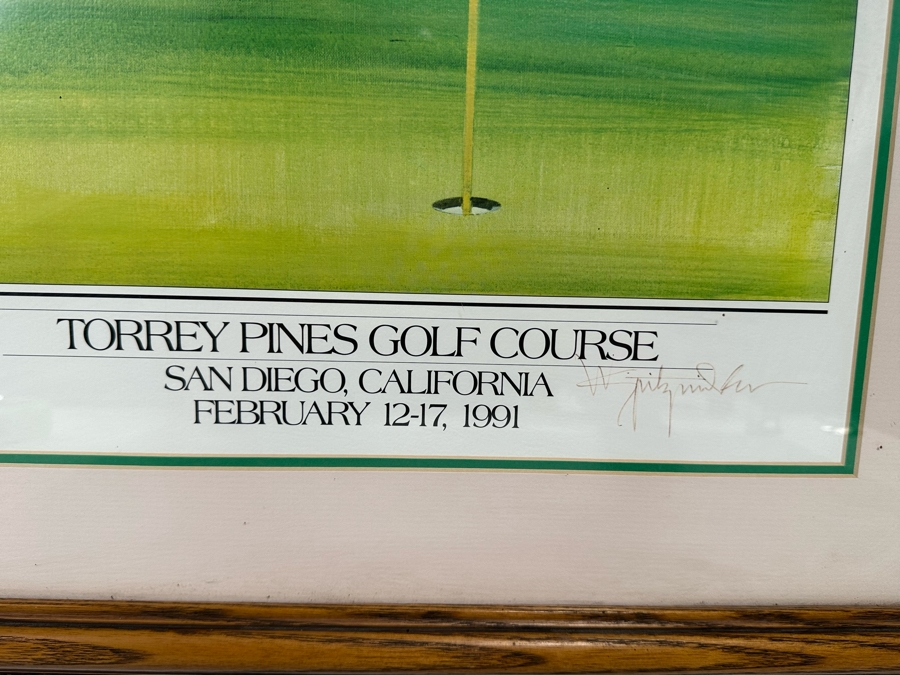 TORREY PINES GOLF COURSE
SAN DIEGO, CALIFORNIA
FEBRUARY 12-17, 1991